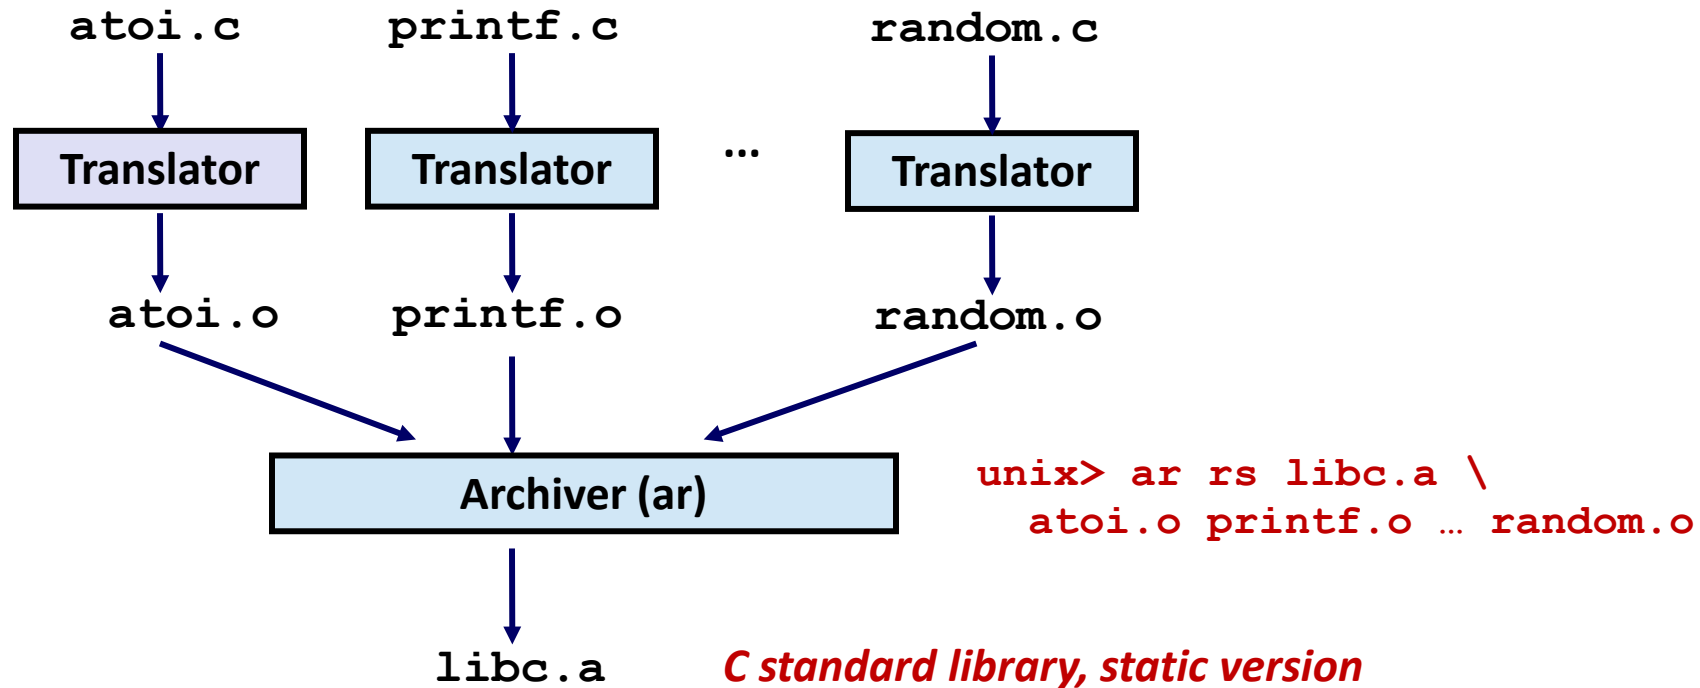 atoi.c printf.c random.c
Translator Translator ... Translator
atoi.o printf.o random.o
Archiver (ar)
unix> ar rs libc.a \
atoi.o printf.o … random.o
libc.a C standard library, static version